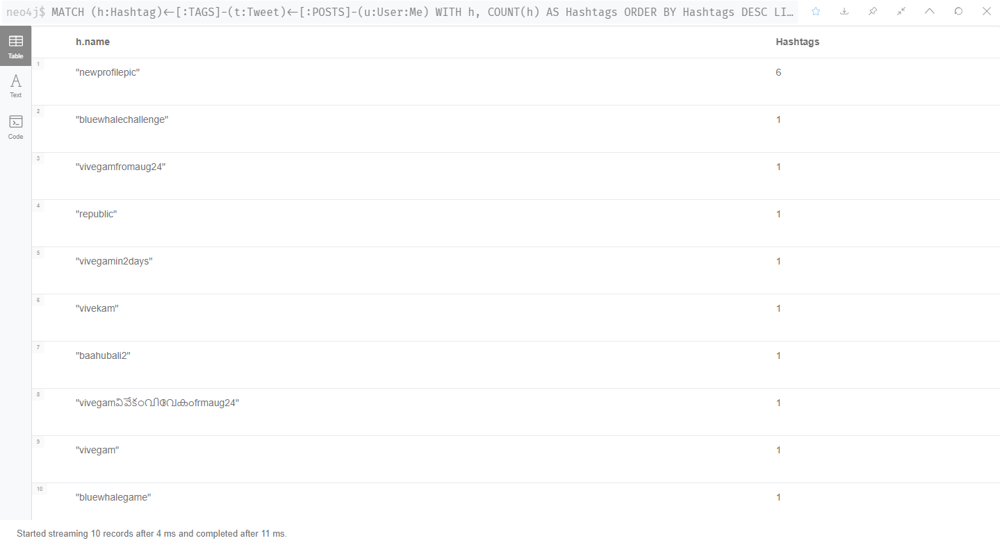 neo4j$ MATCH (h:Hashtag)<-[:TAGS]-(t:Tweet)<-[:POSTS]-(u:User:Me) WITH h, COUNT(h) AS Hashtags ORDER BY Hashtags DESC LI…
Table
Text
Code
h.name Hashtags
1 "newprofilepic" 6
2 "bluewhalechallenge" 1
3 "vivegamfromaug24" 1
4 "republic" 1
5 "vivegamin2days" 1
6 "vivekam" 1
7 "baahubali2" 1
8 "vivegamవివేకంവിവേകംfrmaug24" 1
9 "vivegam" 1
10 "bluewhalegame" 1
Started streaming 10 records after 4 ms and completed after 11 ms.